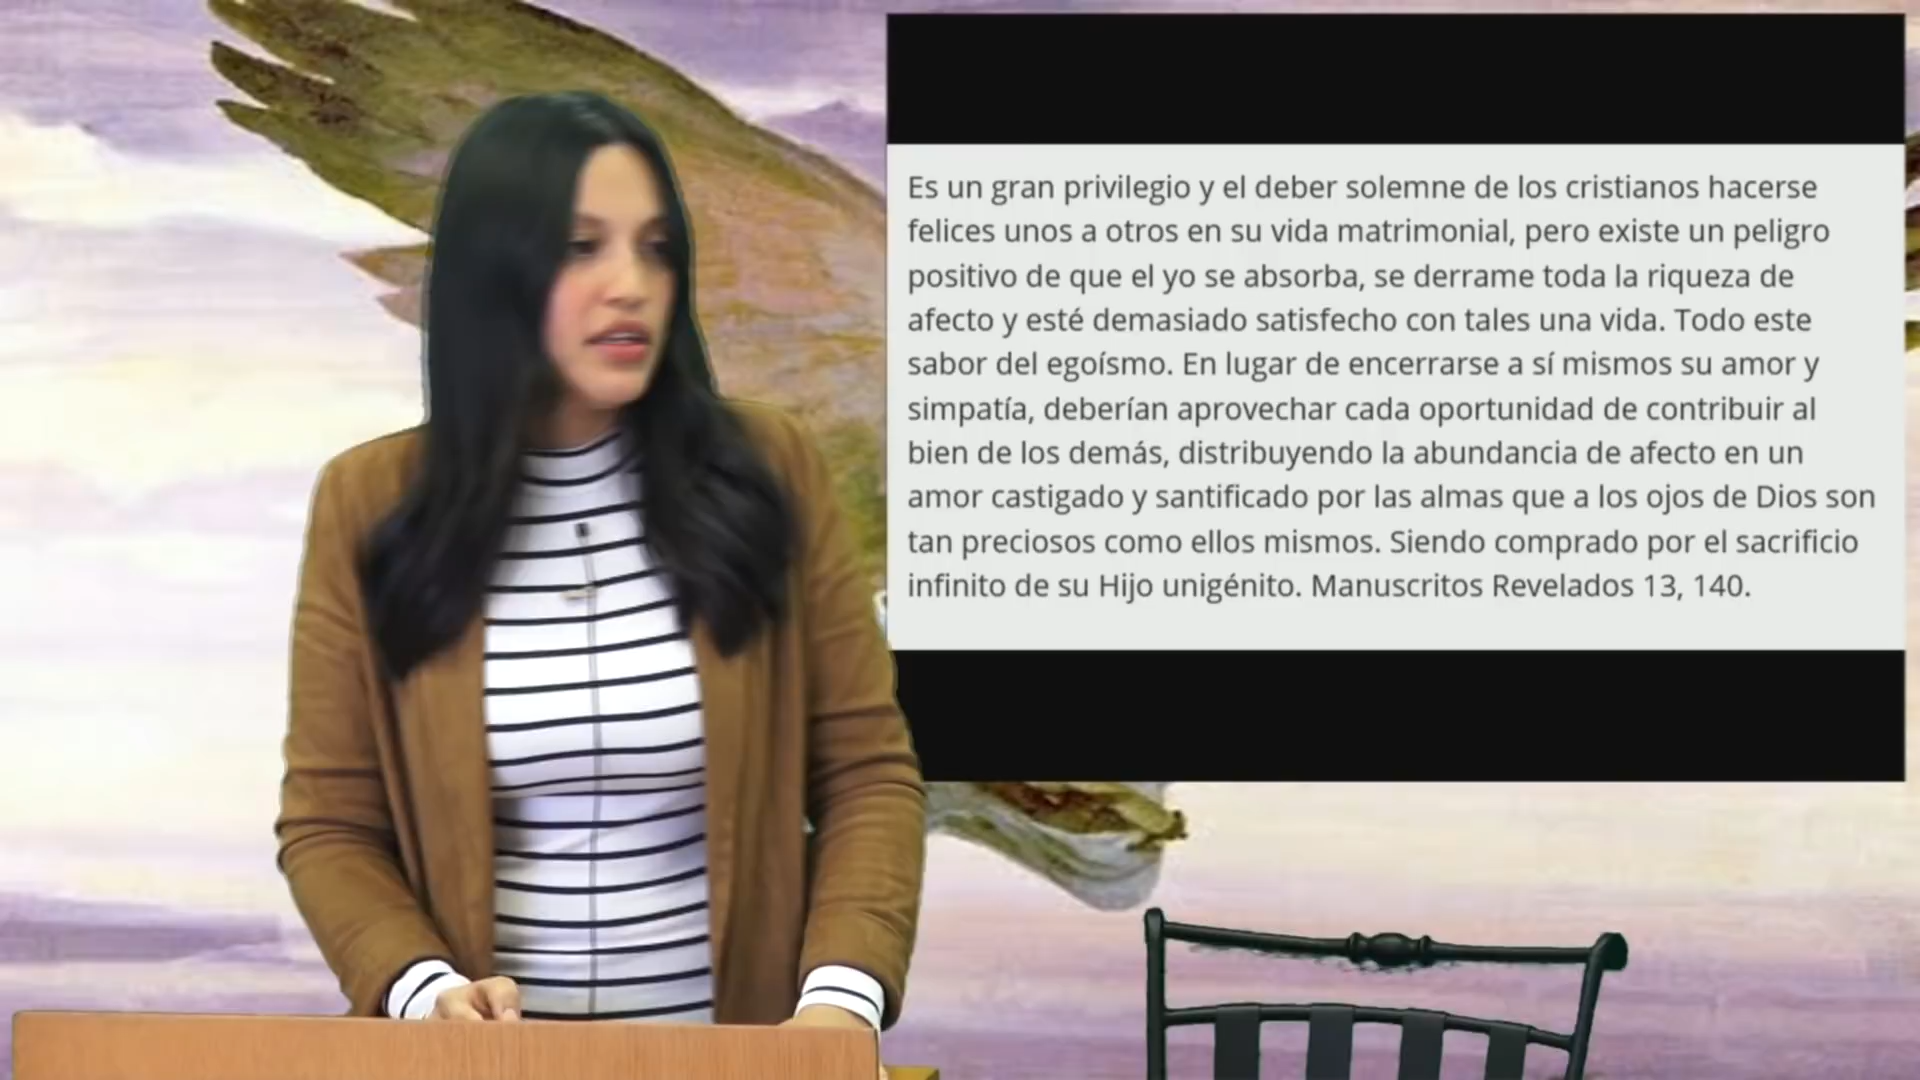 Es un gran privilegio y el deber solemne de los cristianos hacerse
felices unos a otros en su vida matrimonial, pero existe un peligro
positivo de que el yo se absorba, se derrame toda la riqueza de
afecto y esté demasiado satisfecho con tales una vida. Todo este
sabor del egoísmo. En lugar de encerrarse a sí mismos su amor y
simpatía, deberían aprovechar cada oportunidad de contribuir al
bien de los demás, distribuyendo la abundancia de afecto en un
amor castigado y santificado por las almas que a los ojos de Dios son
tan preciosos como ellos mismos. Siendo comprado por el sacrificio
infinito de su Hijo unigénito. Manuscritos Revelados 13, 140.